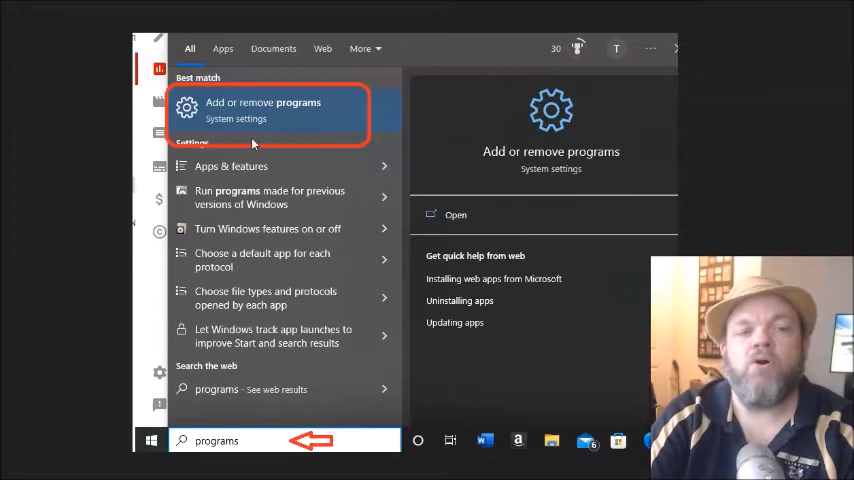 All Apps Documents Web More 30 T ...
Best match
Add or remove programs
System settings
Settings
Apps & features
Run programs made for previous
versions of Windows
Turn Windows features on or off
Choose a default app for each
protocol
Choose file types and protocols
opened by each app
Let Windows track app launches to
improve Start and search results
Search the web
programs - See web results
programs
Add or remove programs
System settings
Open
Get quick help from web
Installing web apps from Microsoft
Uninstalling apps
Updating apps
6